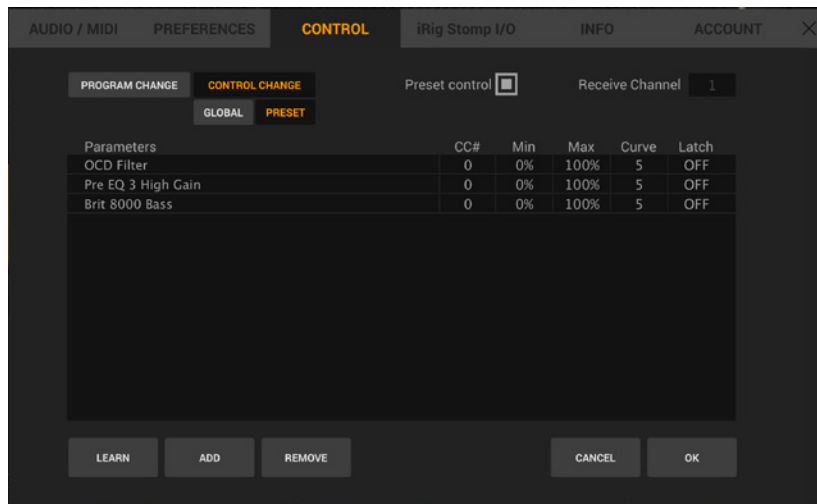 AUDIO / MIDI PREFERENCES CONTROL iRig Stomp I/O INFO ACCOUNT
PROGRAM CHANGE CONTROL CHANGE Preset control Receive Channel 1
GLOBAL PRESET
Parameters CC# Min Max Curve Latch
OCD Filter 0 0% 100% 5 OFF
Pre EQ 3 High Gain 0 0% 100% 5 OFF
Brit 8000 Bass 0 0% 100% 5 OFF
LEARN ADD REMOVE CANCEL OK